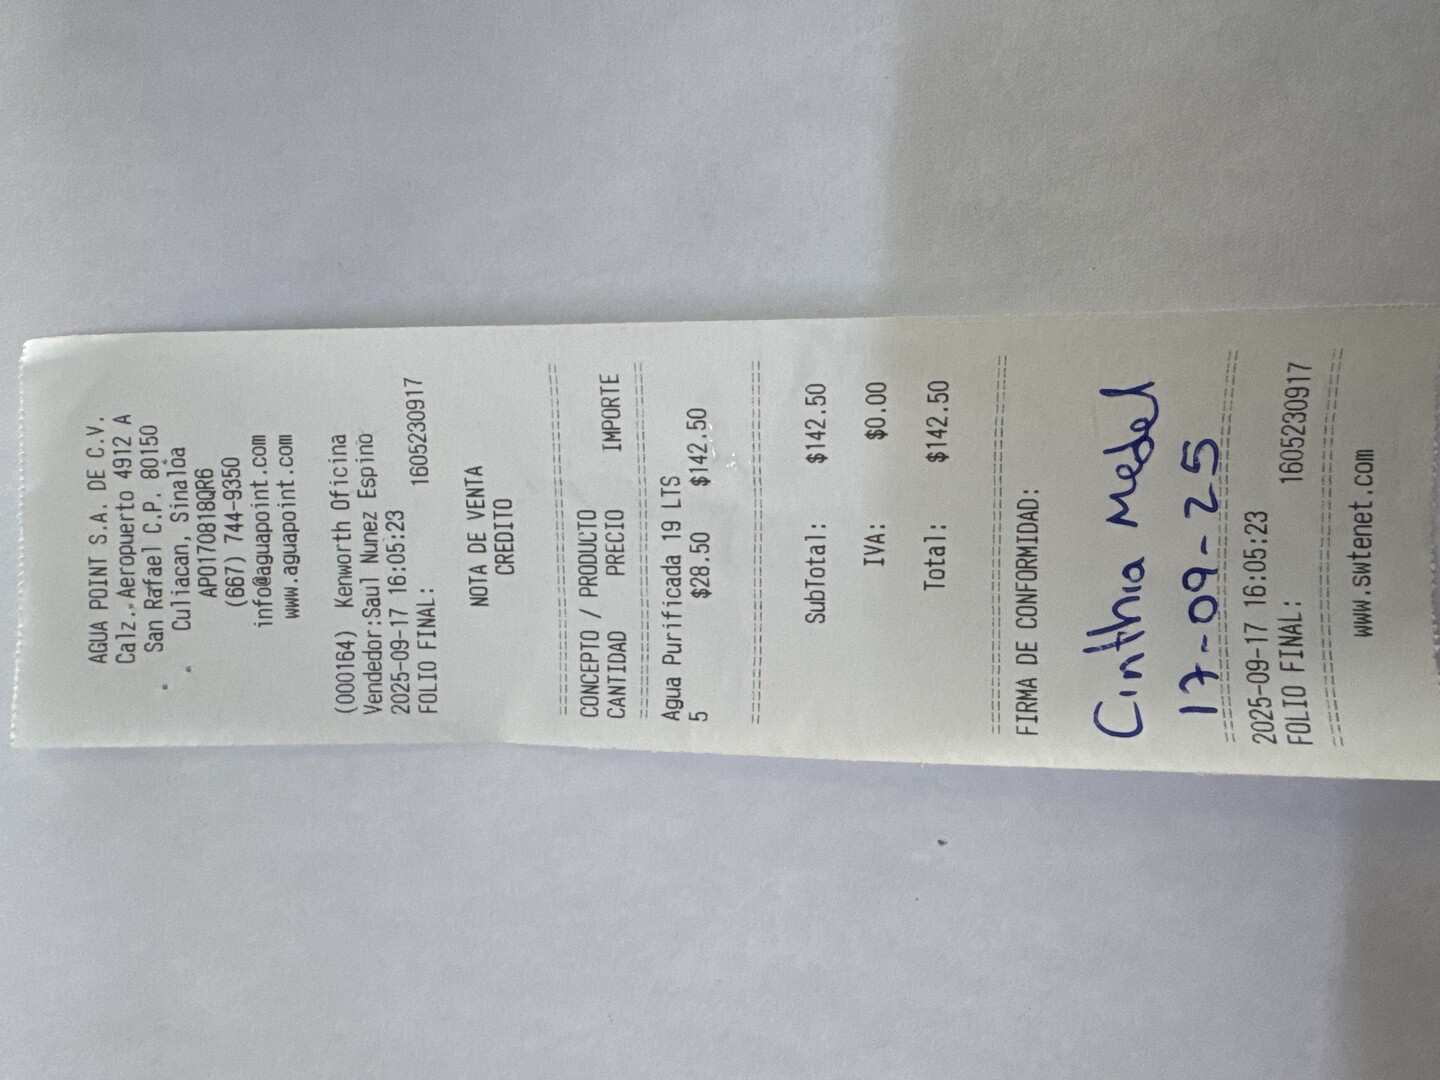 AGUA POINT S.A. DE C.V.
Calz. Aeropuerto 4912 A
San Rafael C.P. 80150
Culiacan, Sinaloa
APO170818QR6
(667) 744-9350
info@aguapoint.com
www.aguapoint.com
(000164) Kenworth Oficina
Vendedor:Saul Nunez Espino
2025-09-17 16:05:23
FOLIO FINAL: 1605230917
NOTA DE VENTA
CREDITO
CONCEPTO / PRODUCTO
CANTIDAD PRECIO IMPORTE
Agua Purificada 19 LTS
5 $28.50 $142.50
SubTotal: $142.50
IVA: $0.00
Total: $142.50
FIRMA DE CONFORMIDAD:
Cinthia Medel
17-09-25
2025-09-17 16:05:23
FOLIO FINAL: 1605230917
www.swtenet.com